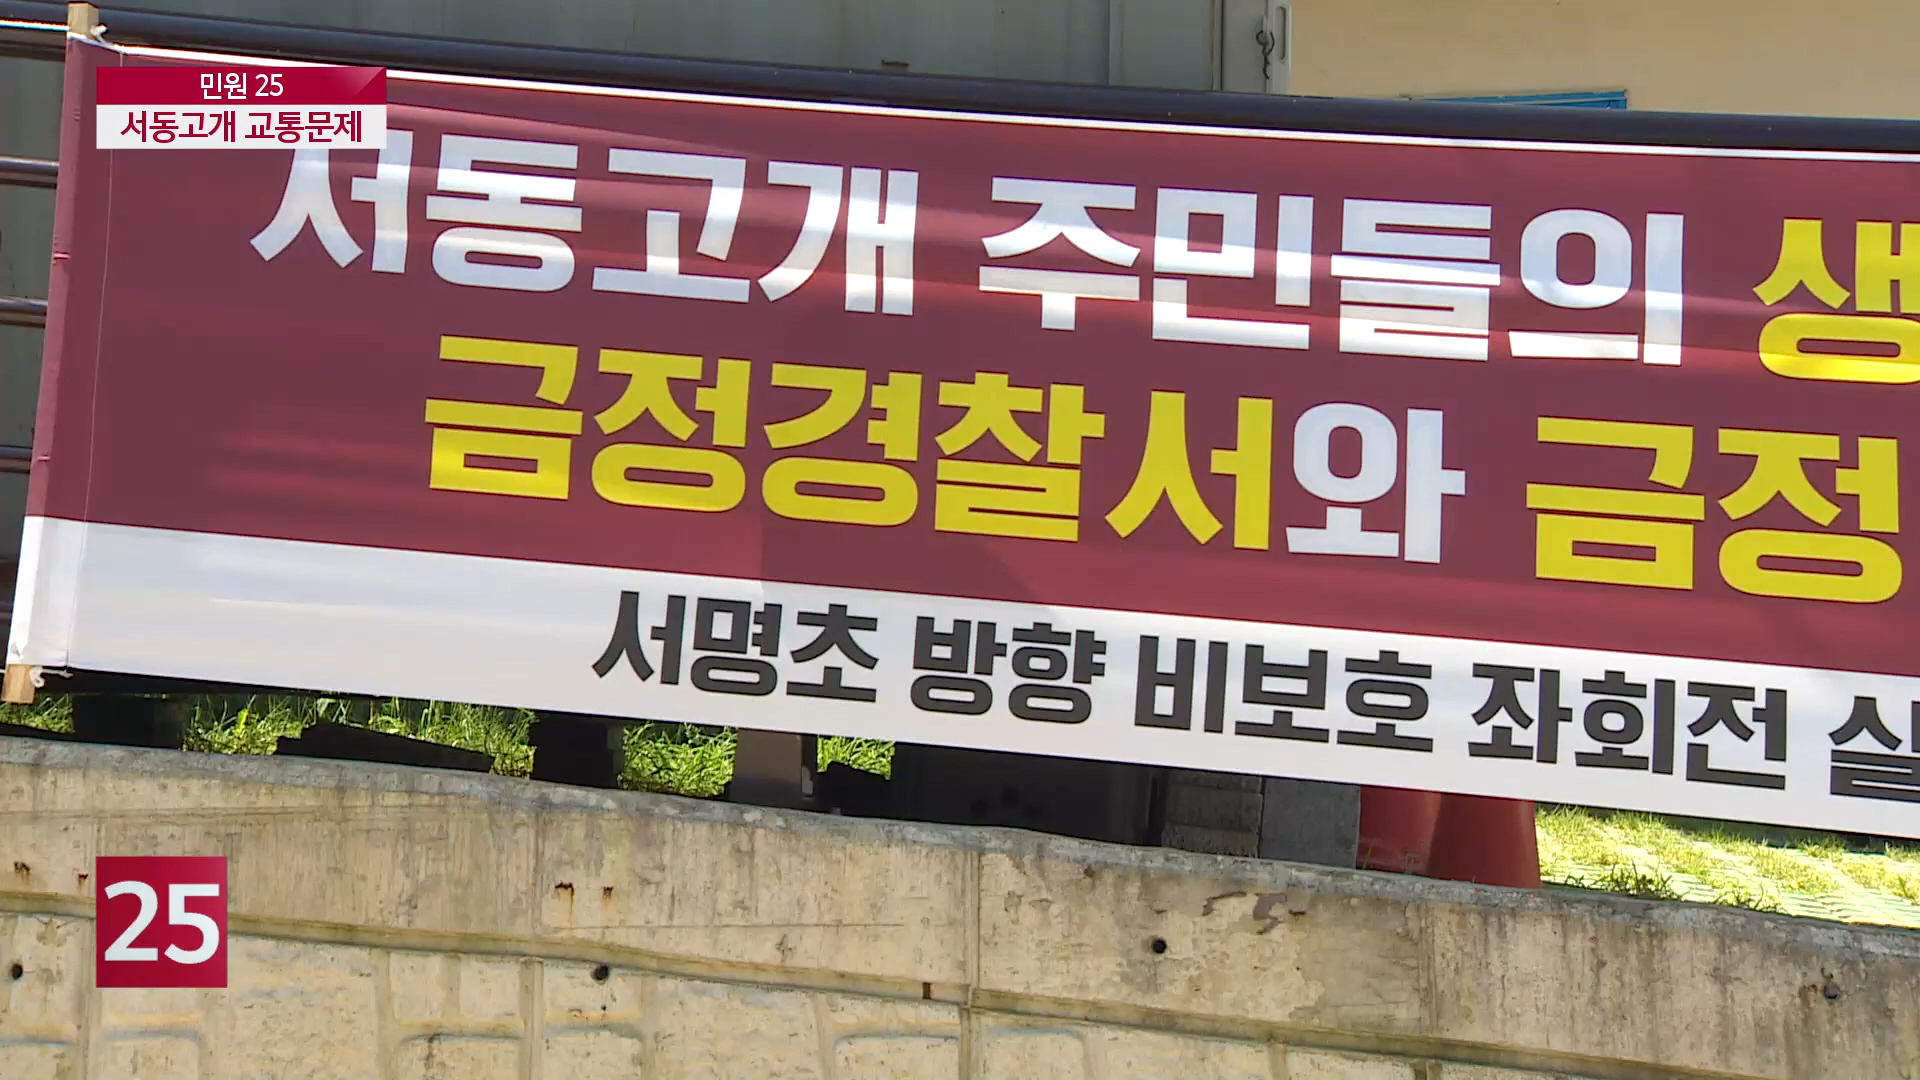 민원 25
서동고개 교통문제
서동고개 주민들의
금정경찰서와 금정
서명초 방향 비보호 좌회전
25